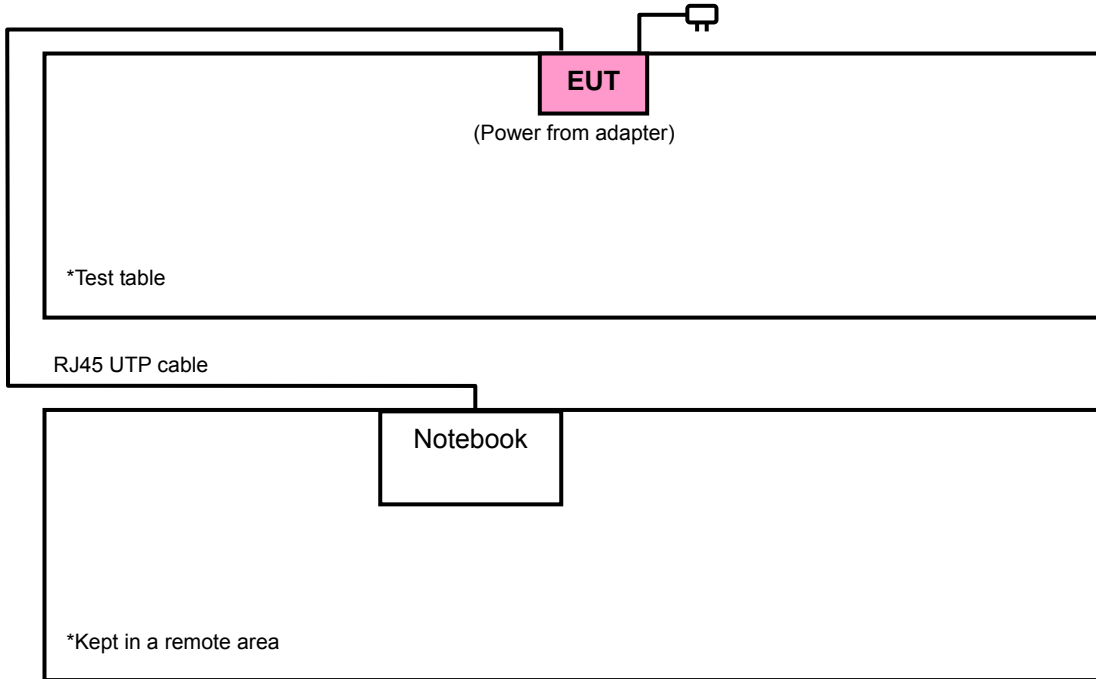 EUT
(Power from adapter)
*Test table
RJ45 UTP cable
Notebook
*Kept in a remote area